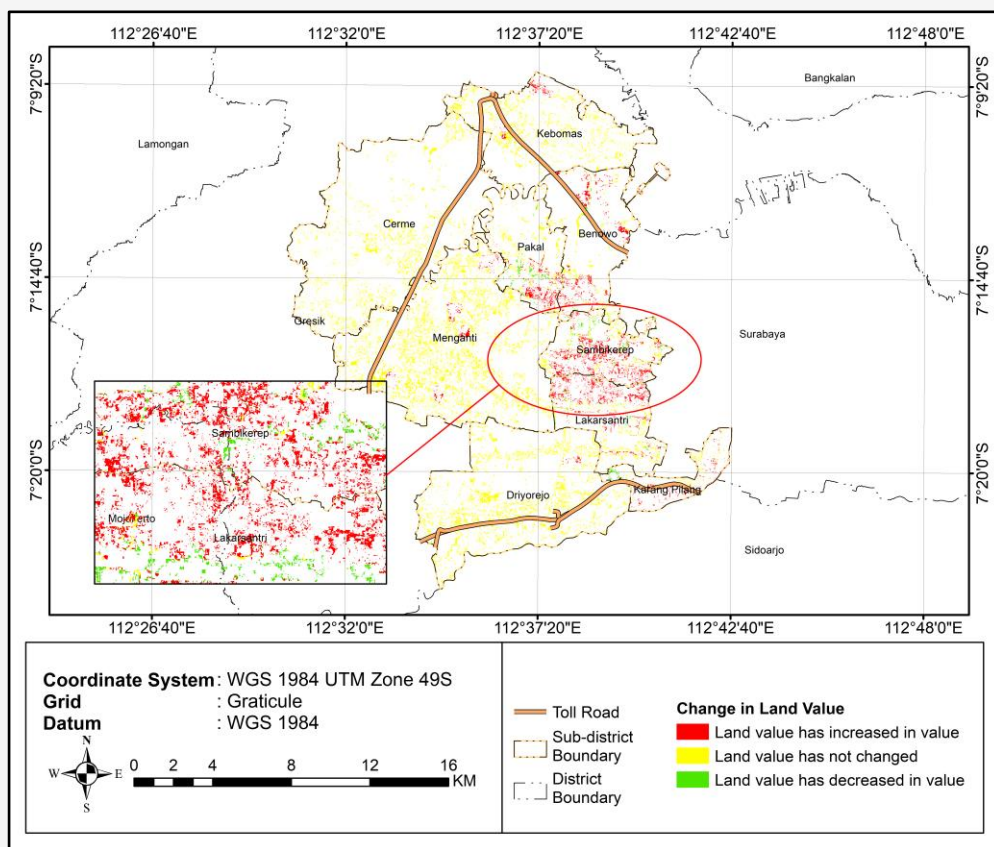 112°26'40"E 112°32'0"E 112°37'20"E 112°42'40"E 112°48'0"E
7°9'20"S 7°9'20"S
Bangkalan
Kebomas
Lamongan
Cerme
Benowo
Pakal
7°14'40"S 7°14'40"S
Gresik
Menganti
Surabaya
Sambikerep
Lakarsantri
Sambikerep
7°20'0"S 7°20'0"S
Driyorejo
Karang Pilang
Lakarsantri
Sidoarjo
112°26'40"E 112°32'0"E 112°37'20"E 112°42'40"E 112°48'0"E
Coordinate System : WGS 1984 UTM Zone 49S
Grid : Graticule
Datum : WGS 1984
N
W E
S
0 2 4 8 12 16
KM
Toll Road
Sub-district
Boundary
District
Boundary
Change in Land Value
Land value has increased in value
Land value has not changed
Land value has decreased in value